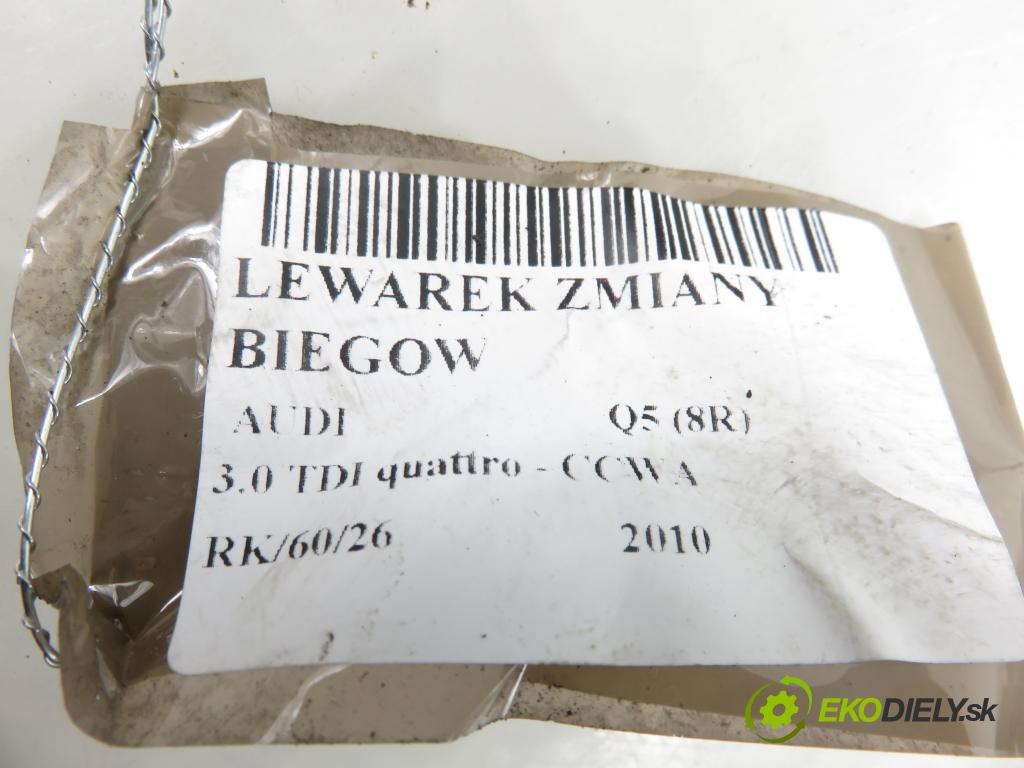 LEWAREK ZMIANY
BIEGOW
AUDI Q5 (8R)
3.0 TDI quattro - CCWA
RK/60/26 2010
EKODIELY.sk